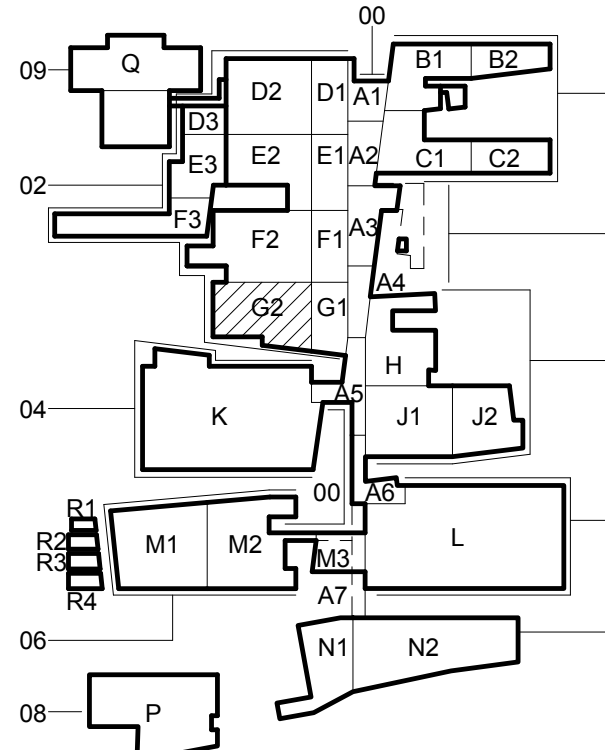 00
B1 B2
09 Q
D2 D1 A1
D3
E3 E2 E1 A2 C1 C2
02
F3 F2 F1 A3
A4
G2 G1
H
A5
04 K J1 J2
00 A6
R1
R2 M1 M2 L
R3 M3
R4 A7
06
N1 N2
08 P